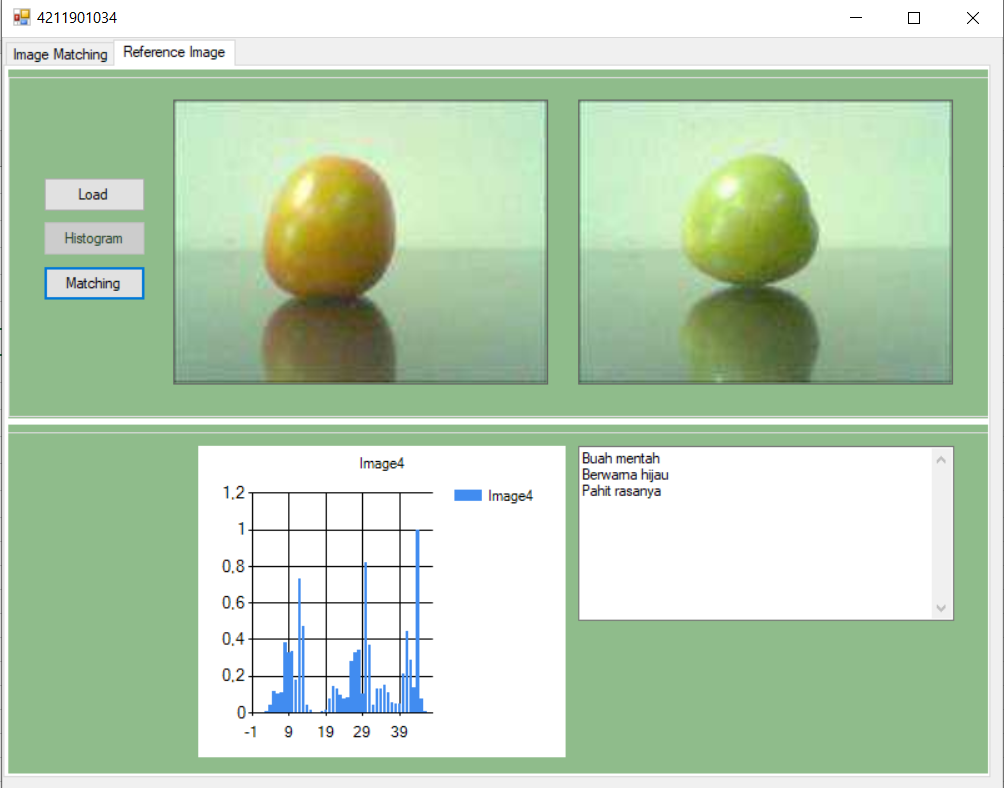 4211901034
Image Matching
Reference Image
Load
Histogram
Matching
Image4
Image4
1,2
1
0,8
0,6
0,4
0,2
0
-1 9 19 29 39
Buah mentah
Berwarna hijau
Pahit rasanya